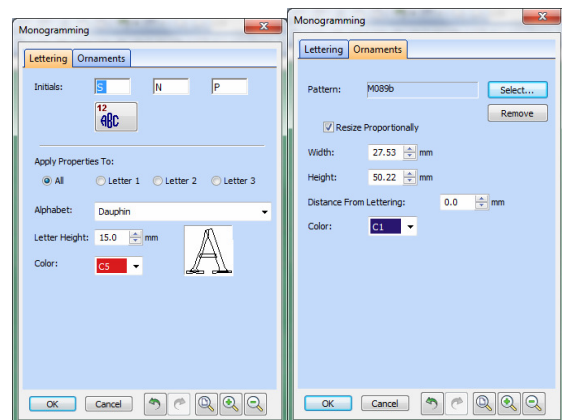 Monogramming
Lettering Ornaments
Initials: S N P
12
ABC
Apply Properties To:
All Letter 1 Letter 2 Letter 3
Alphabet: Dauphin
Letter Height: 15.0 mm
A
Color: C5
OK Cancel
Monogramming
Lettering Ornaments
Pattern: M089b Select...
Remove
Resize Proportionally
Width: 27.53 mm
Height: 50.22 mm
Distance From Lettering: 0.0 mm
Color: C1
OK Cancel